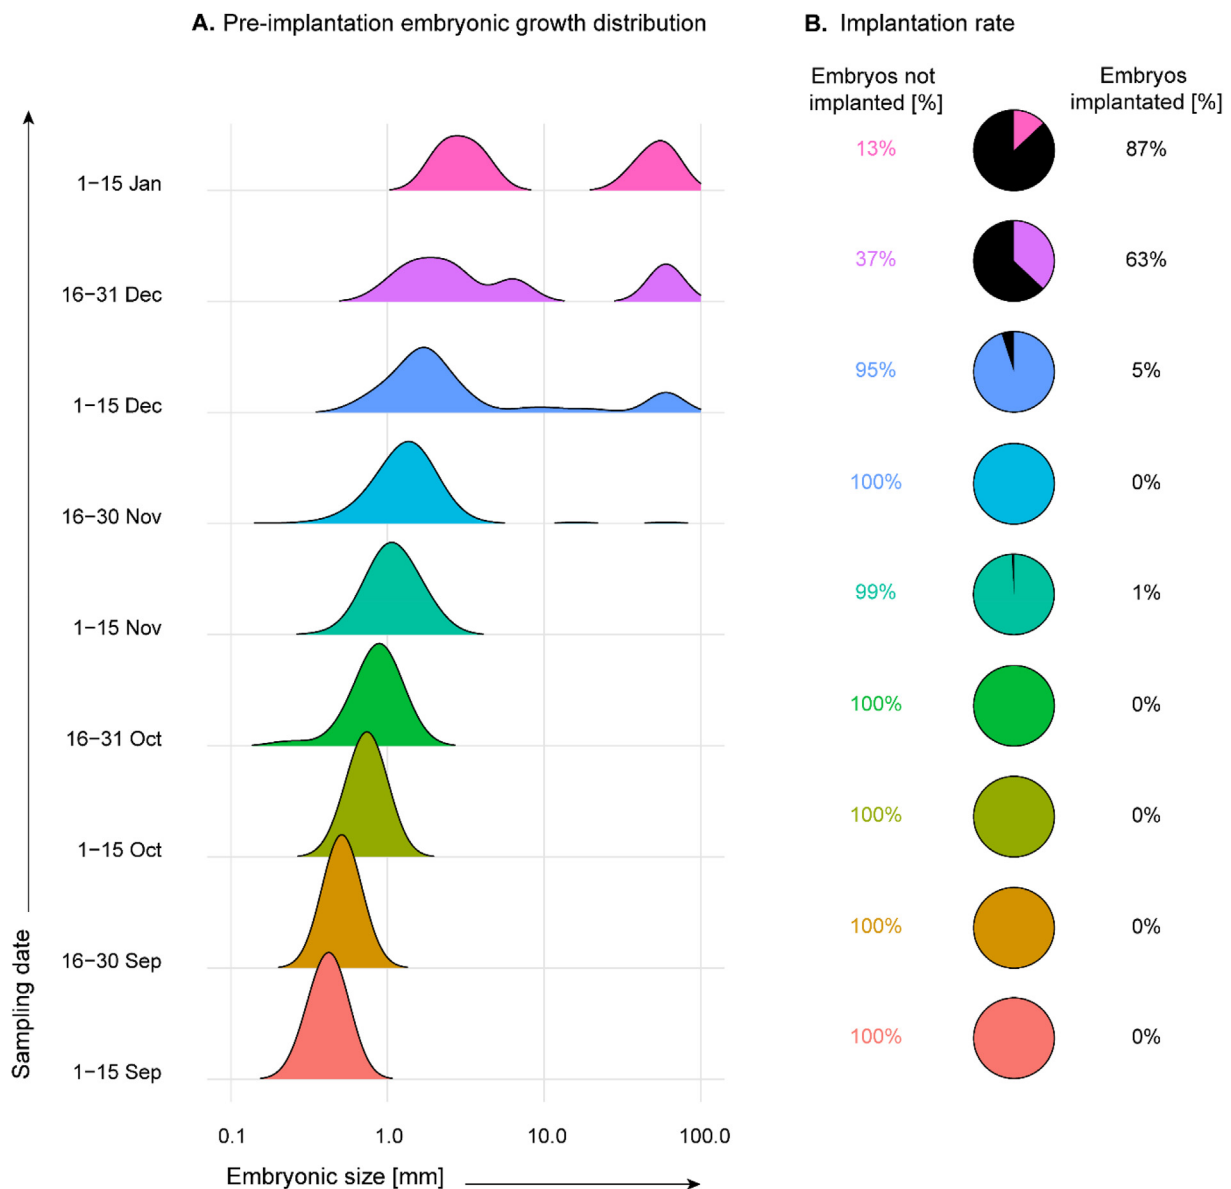 A. Pre-implantation embryonic growth distribution
B. Implantation rate
Embryos not
implanted [%]
Embryos
implantated [%]
1−15 Jan
13%
87%
16−31 Dec
37%
63%
1−15 Dec
95%
5%
16−30 Nov
100%
0%
1−15 Nov
99%
1%
16−31 Oct
100%
0%
1−15 Oct
100%
0%
16−30 Sep
100%
0%
1−15 Sep
100%
0%
Sampling date
0.1
1.0
10.0
100.0
Embryonic size [mm]